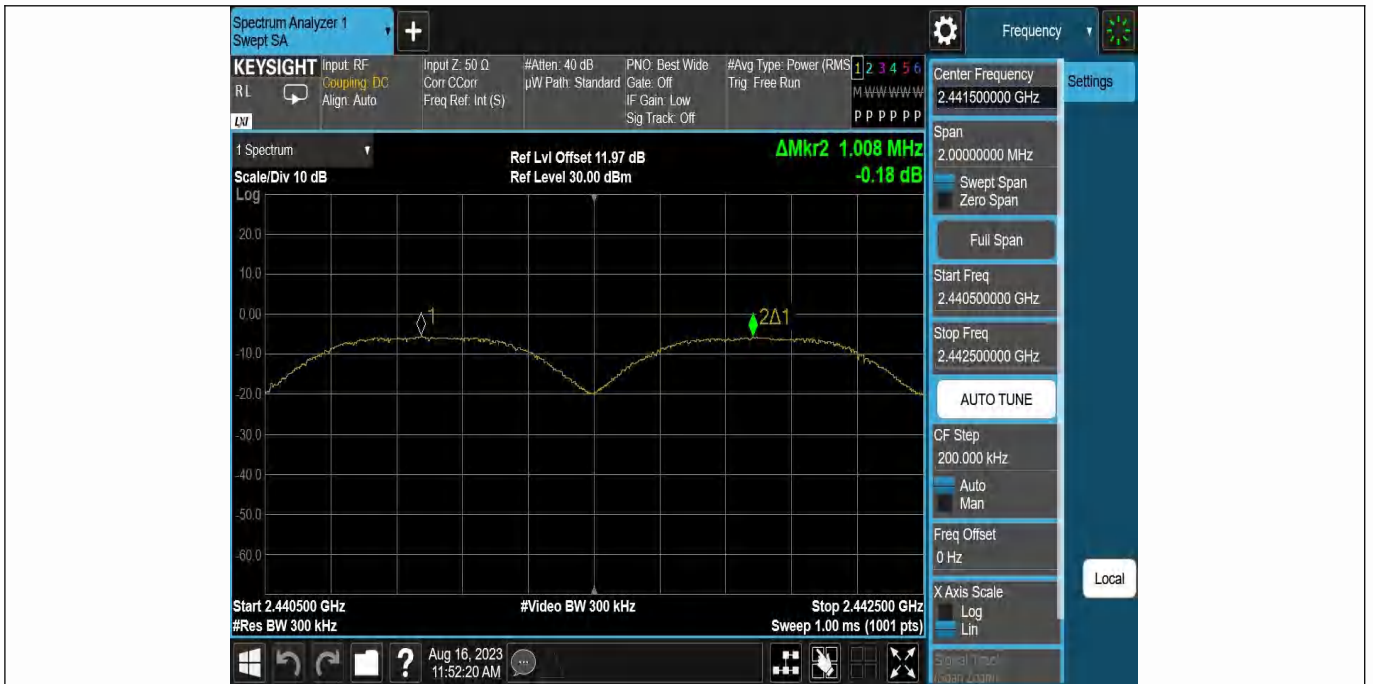 Spectrum Analyzer 1
Swept SA
+
Frequency
KEYSIGHT
RL
LXI
Input: RF
Coupling: DC
Align: Auto
Input Z: 50 Ω
Corr CCorr
Freq Ref: Int (S)
#Atten: 40 dB
µW Path: Standard
PNO: Best Wide
Gate: Off
IF Gain: Low
Sig Track: Off
#Avg Type: Power (RMS
Trig: Free Run
1 2 3 4 5 6
M W W W W W
P P P P P P
1 Spectrum
Scale/Div 10 dB
Ref Lvl Offset 11.97 dB
Ref Level 30.00 dBm
ΔMkr2 1.008 MHz
-0.18 dB
Log
20.0
10.0
0.00
-10.0
-20.0
-30.0
-40.0
-50.0
-60.0
1
2Δ1
Start 2.440500 GHz
#Res BW 300 kHz
#Video BW 300 kHz
Stop 2.442500 GHz
Sweep 1.00 ms (1001 pts)
Center Frequency
2.441500000 GHz
Settings
Span
2.00000000 MHz
Swept Span
Zero Span
Full Span
Start Freq
2.440500000 GHz
Stop Freq
2.442500000 GHz
AUTO TUNE
CF Step
200.000 kHz
Auto
Man
Freq Offset
0 Hz
X Axis Scale
Log
Lin
Signal Track
(Span Zoom)
Local
?
Aug 16, 2023
11:52:20 AM